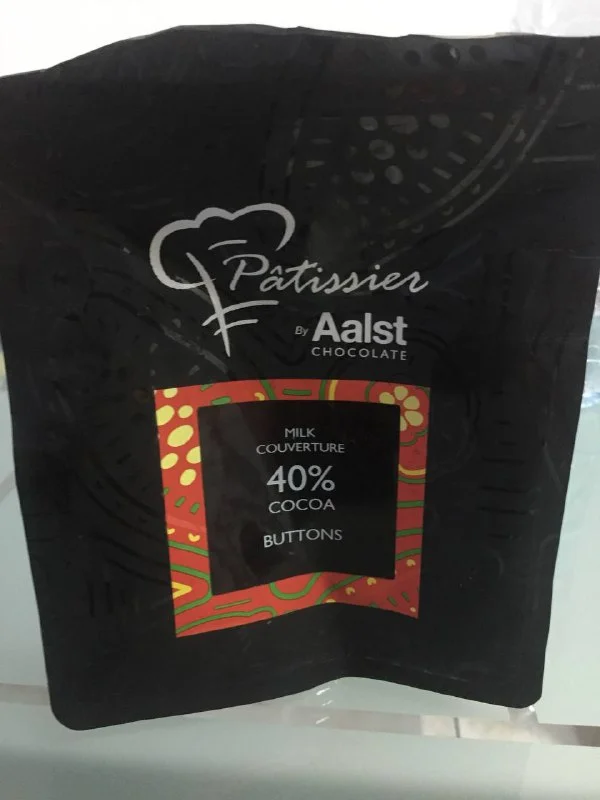 Pâtissier
By Aalst
CHOCOLATE
MILK
COUVERTURE
40%
COCOA
BUTTONS